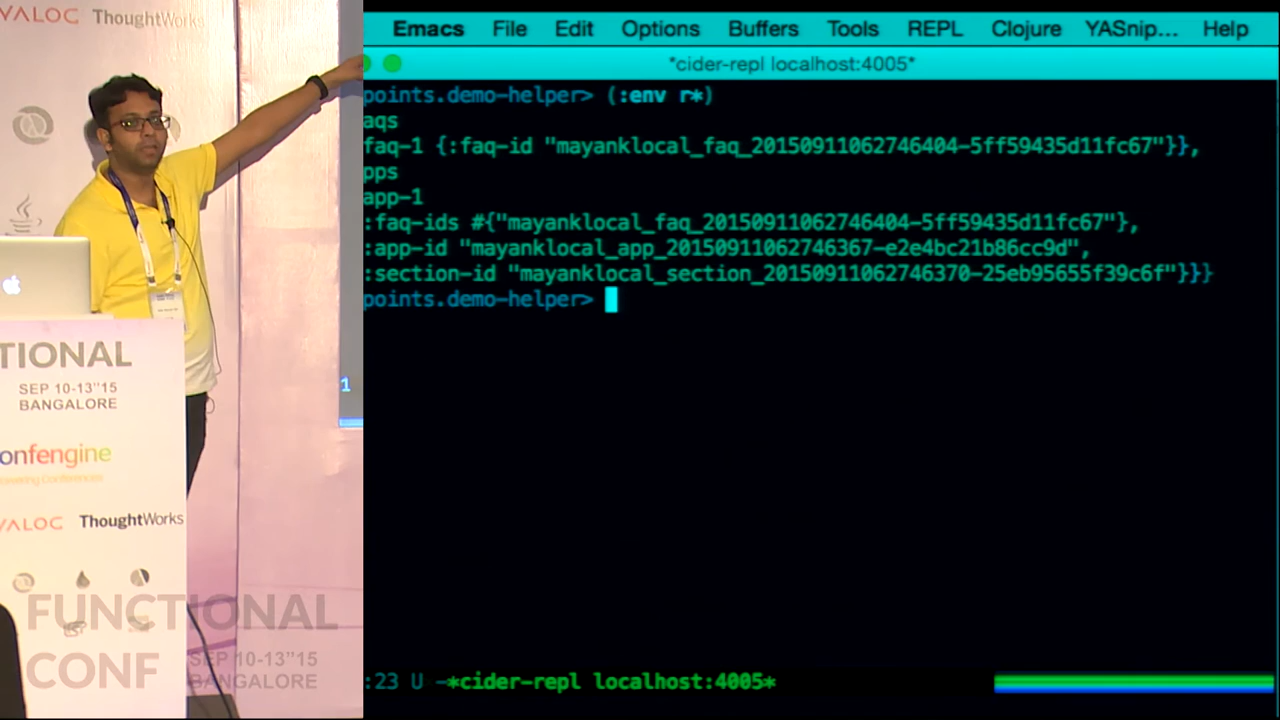 VALOC ThoughtWorks
TIONAL
SEP 10-13"15
BANGALORE
onfengine
VALOC ThoughtWorks
FUNCTIONAL
CONF SEP 10-13"15
BANGALORE
1
Emacs File Edit Options Buffers Tools REPL Clojure YASnip... Help
*cider-repl localhost:4005*
points.demo-helper> (:env r*)
aqs
faq-1 {:faq-id "mayanklocal_faq_20150911062746404-5ff59435d11fc67"}},
pps
app-1
:faq-ids #{"mayanklocal_faq_20150911062746404-5ff59435d11fc67"},
:app-id "mayanklocal_app_20150911062746367-e2e4bc21b86cc9d",
:section-id "mayanklocal_section_20150911062746370-25eb95655f39c6f"}}}
points.demo-helper>
:23 U -*cider-repl localhost:4005*